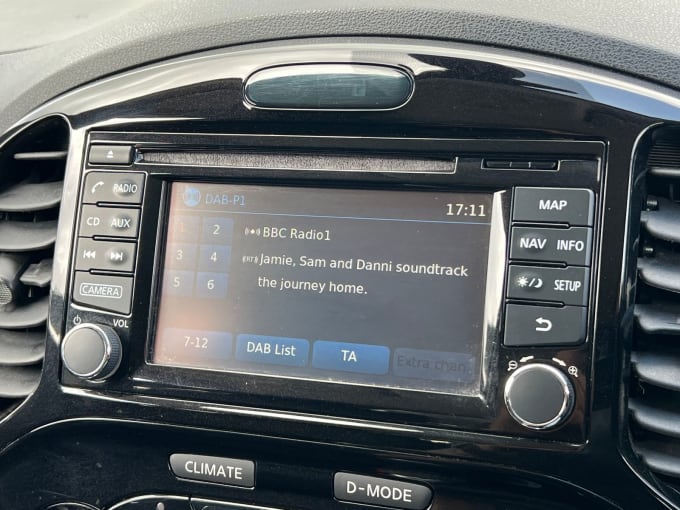 DAB-P1
17:11
1 2
3 4
5 6
BBC Radio1
Jamie, Sam and Danni soundtrack
the journey home.
7-12
DAB List
TA
Extra chan.
RADIO
CD AUX
CAMERA
VOL
MAP
NAV INFO
SETUP
CLIMATE
D-MODE